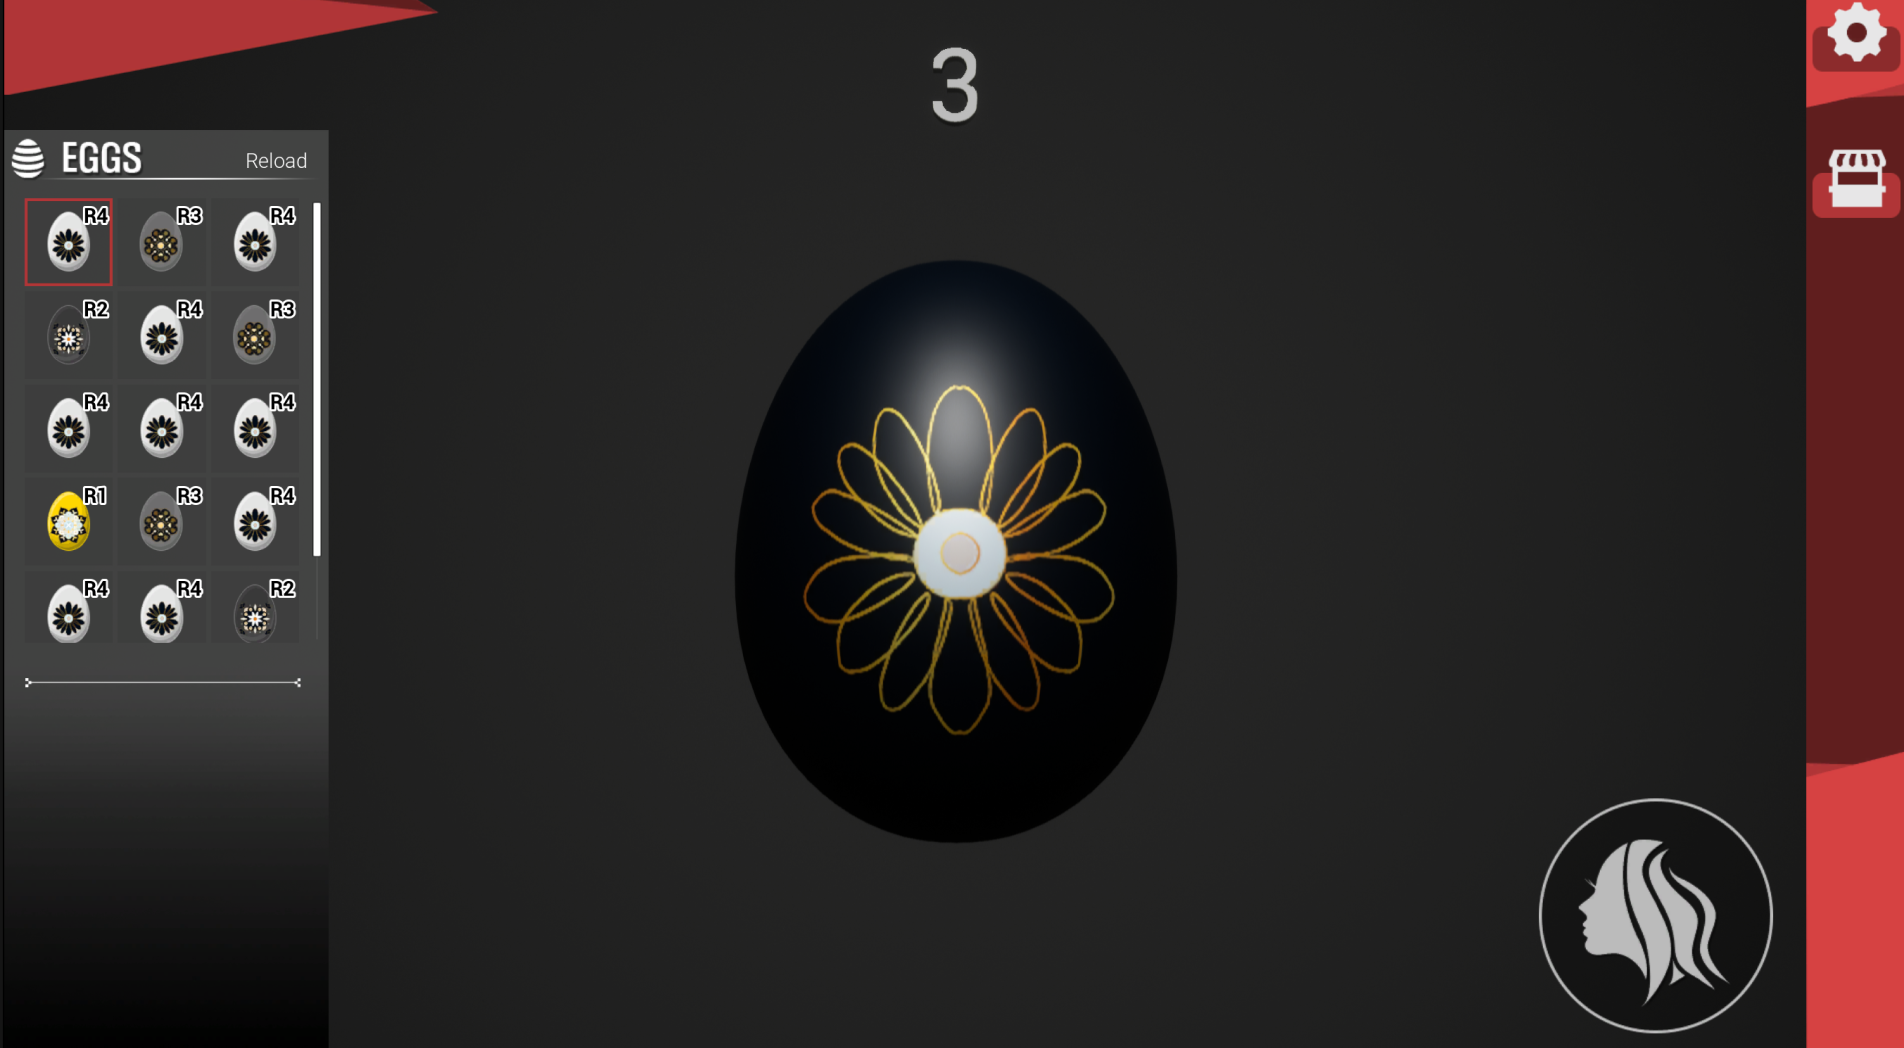 3
EGGS Reload
R4 R3 R4
R2 R4 R3
R4 R4 R4
R1 R3 R4
R4 R4 R2